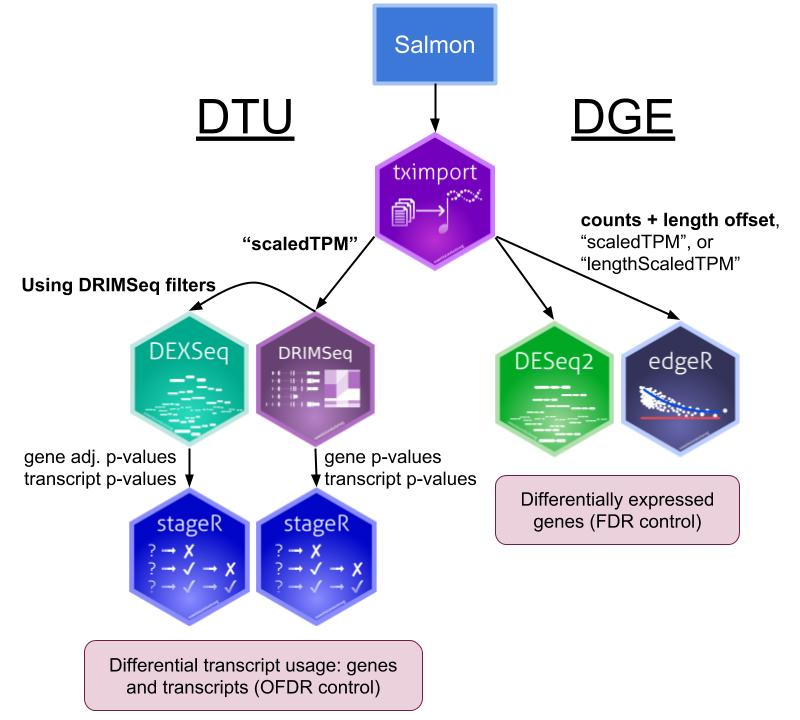 Salmon
DTU
DGE
tximport
counts + length offset,
“scaledTPM”, or
“lengthScaledTPM”
“scaledTPM”
Using DRIMSeq filters
DEXSeq
DRIMSeq
DESeq2
edgeR
gene adj. p-values
transcript p-values
gene p-values
transcript p-values
Differentially expressed
genes (FDR control)
stageR
? → ✗
? → ✓ → ✗
? → ✓ → ✓
stageR
? → ✗
? → ✓ → ✗
? → ✓ → ✓
Differential transcript usage: genes
and transcripts (OFDR control)